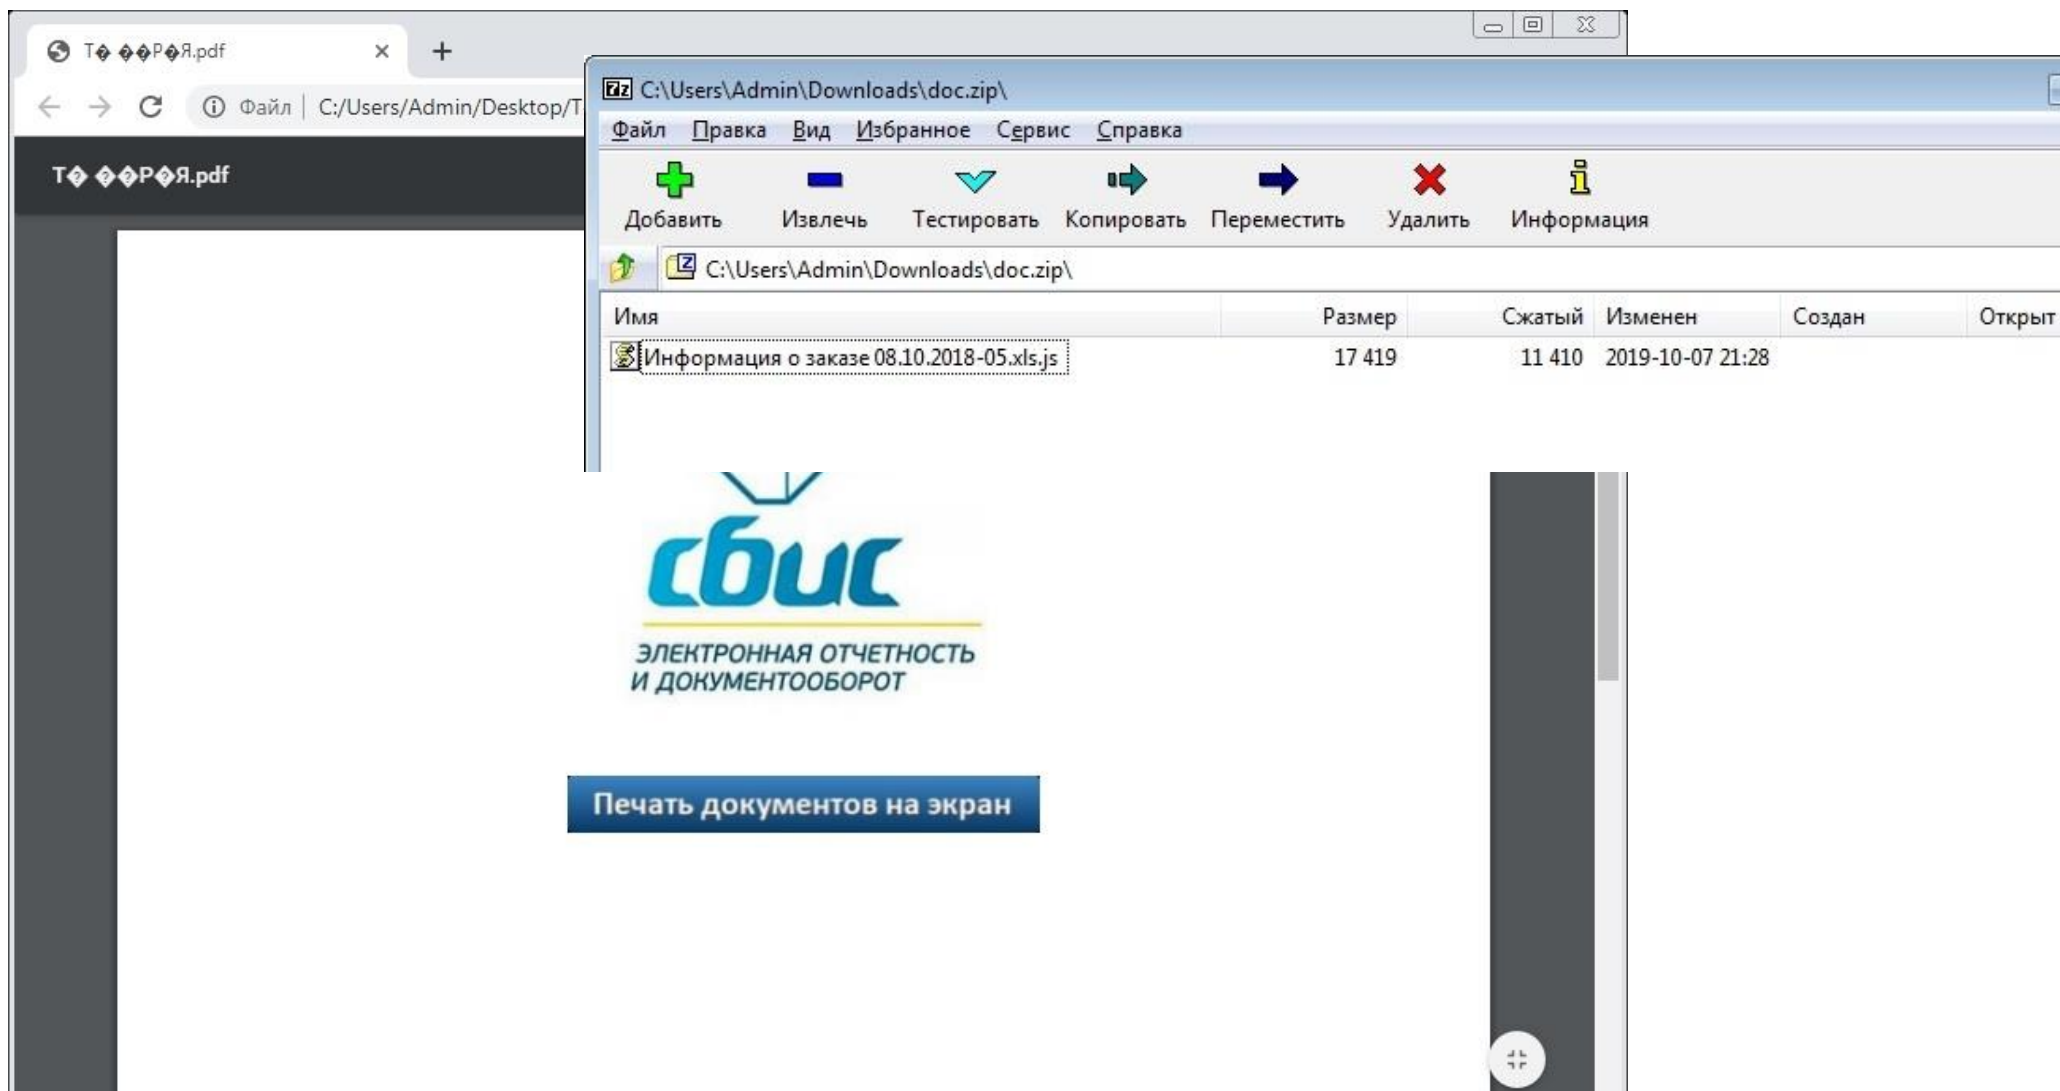 Т� ��Р�Я.pdf
Файл | C:/Users/Admin/Desktop/Т
Т� ��Р�Я.pdf
C:\Users\Admin\Downloads\doc.zip\
Файл Правка Вид Избранное Сервис Справка
Добавить Извлечь Тестировать Копировать Переместить Удалить Информация
C:\Users\Admin\Downloads\doc.zip\
Имя Размер Сжатый Изменен Создан Открыт
Информация о заказе 08.10.2018-05.xls.js 17 419 11 410 2019-10-07 21:28
сбис
ЭЛЕКТРОННАЯ ОТЧЕТНОСТЬ
И ДОКУМЕНТООБОРОТ
Печать документов на экран